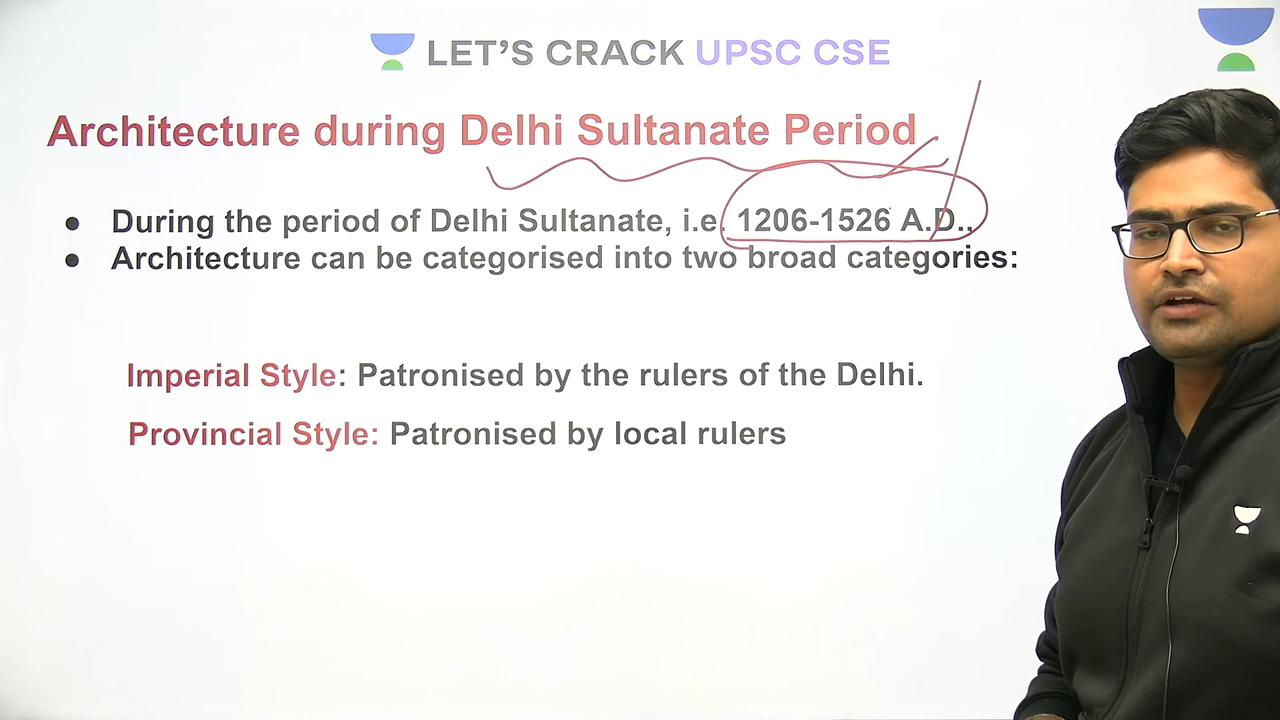 LET'S CRACK UPSC CSE
Architecture during Delhi Sultanate Period
● During the period of Delhi Sultanate, i.e. 1206-1526 A.D.,
● Architecture can be categorised into two broad categories:
Imperial Style: Patronised by the rulers of the Delhi.
Provincial Style: Patronised by local rulers